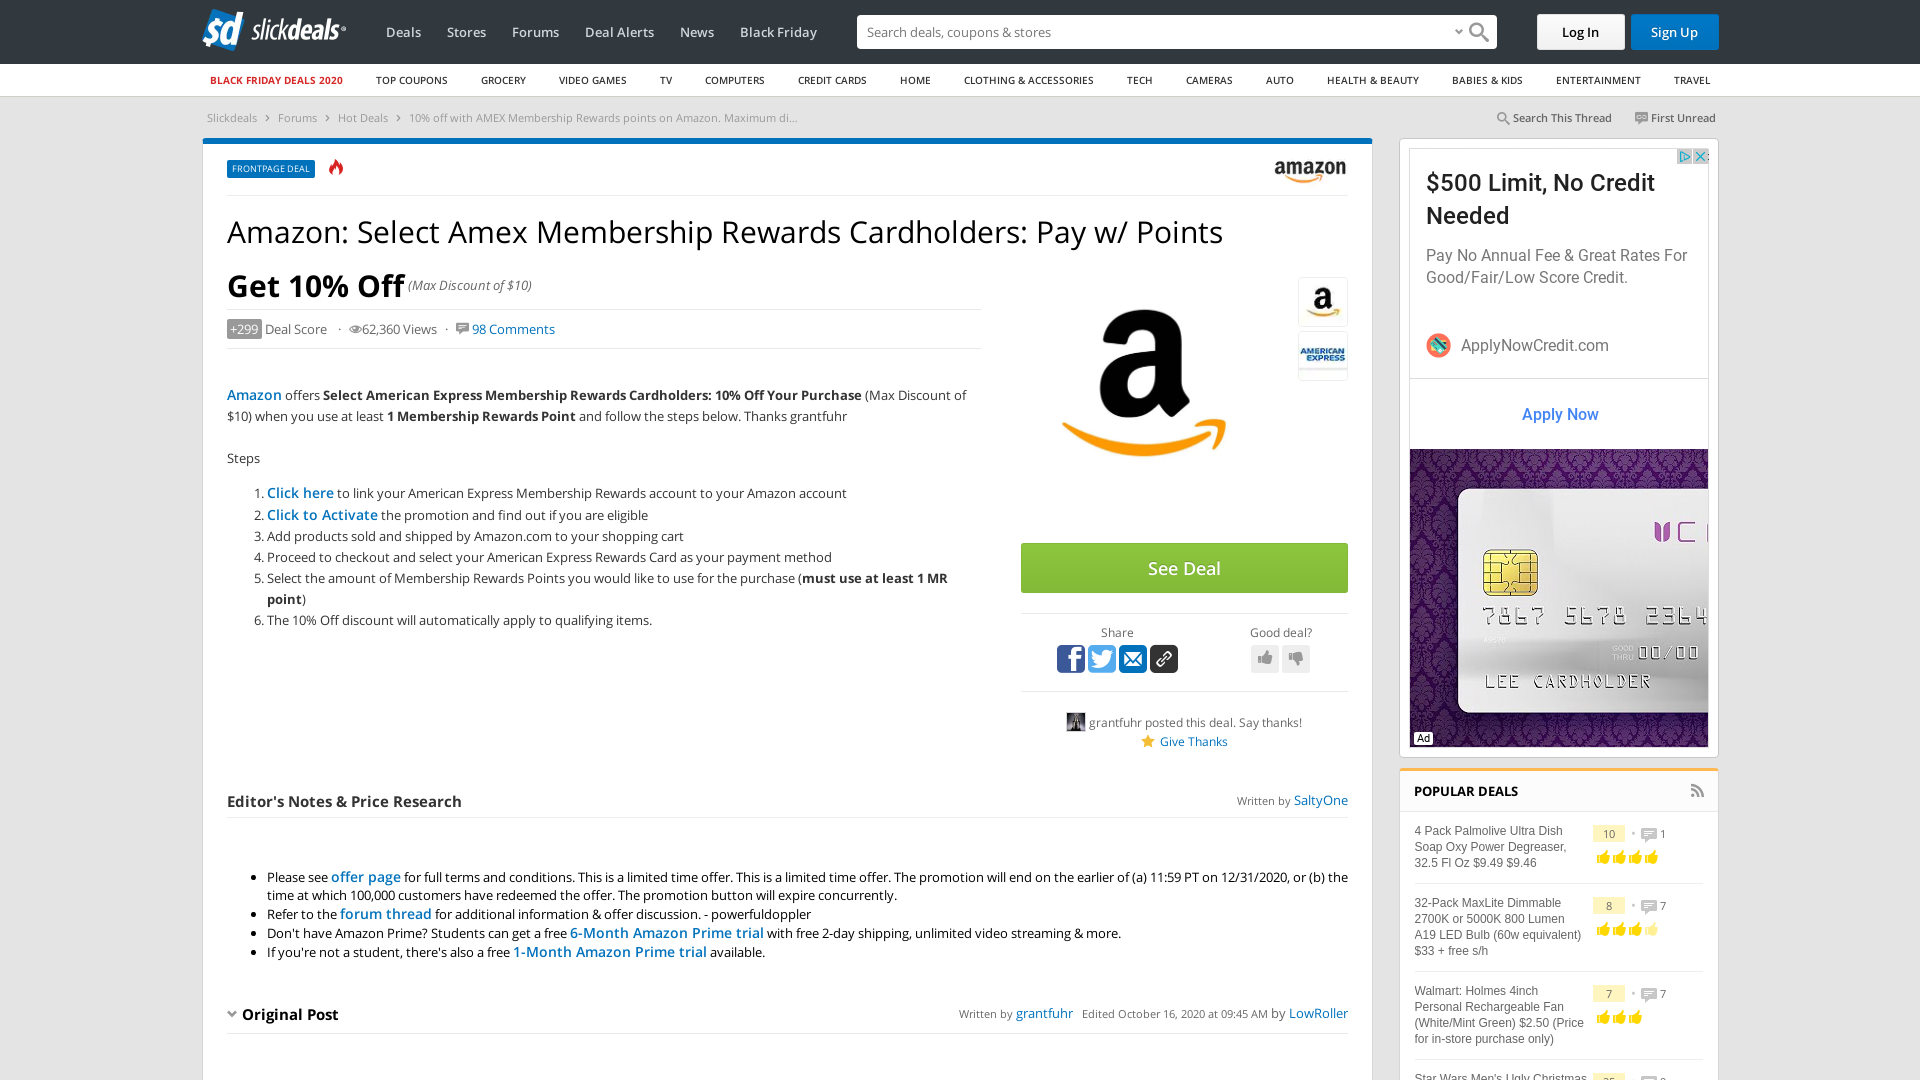 sd slickdeals
Deals
Stores
Forums
Deal Alerts
News
Black Friday
Search deals, coupons & stores
Log In
Sign Up
BLACK FRIDAY DEALS 2020
TOP COUPONS
GROCERY
VIDEO GAMES
TV
COMPUTERS
CREDIT CARDS
HOME
CLOTHING & ACCESSORIES
TECH
CAMERAS
AUTO
HEALTH & BEAUTY
BABIES & KIDS
ENTERTAINMENT
TRAVEL
Slickdeals › Forums › Hot Deals › 10% off with AMEX Membership Rewards points on Amazon. Maximum di...
Search This Thread
First Unread
FRONTPAGE DEAL
amazon
Amazon: Select Amex Membership Rewards Cardholders: Pay w/ Points
Get 10% Off (Max Discount of $10)
+299 Deal Score · 62,360 Views · 98 Comments
Amazon offers Select American Express Membership Rewards Cardholders: 10% Off Your Purchase (Max Discount of
$10) when you use at least 1 Membership Rewards Point and follow the steps below. Thanks grantfuhr
Steps
1. Click here to link your American Express Membership Rewards account to your Amazon account
2. Click to Activate the promotion and find out if you are eligible
3. Add products sold and shipped by Amazon.com to your shopping cart
4. Proceed to checkout and select your American Express Rewards Card as your payment method
5. Select the amount of Membership Rewards Points you would like to use for the purchase (must use at least 1 MR
point)
6. The 10% Off discount will automatically apply to qualifying items.
a
a
AMERICAN
EXPRESS
See Deal
Share
Good deal?
grantfuhr posted this deal. Say thanks!
Give Thanks
Editor's Notes & Price Research
Written by SaltyOne
• Please see offer page for full terms and conditions. This is a limited time offer. This is a limited time offer. The promotion will end on the earlier of (a) 11:59 PT on 12/31/2020, or (b) the
time at which 100,000 customers have redeemed the offer. The promotion button will expire concurrently.
• Refer to the forum thread for additional information & offer discussion. - powerfuldoppler
• Don't have Amazon Prime? Students can get a free 6-Month Amazon Prime trial with free 2-day shipping, unlimited video streaming & more.
• If you're not a student, there's also a free 1-Month Amazon Prime trial available.
Original Post
Written by grantfuhr Edited October 16, 2020 at 09:45 AM by LowRoller
$500 Limit, No Credit
Needed
Pay No Annual Fee & Great Rates For
Good/Fair/Low Score Credit.
ApplyNowCredit.com
Apply Now
7867 5678 2364
GOOD
THRU 00/00
LEE CARDHOLDER
Ad
POPULAR DEALS
4 Pack Palmolive Ultra Dish
Soap Oxy Power Degreaser,
32.5 Fl Oz $9.49 $9.46
10 • 1
32-Pack MaxLite Dimmable
2700K or 5000K 800 Lumen
A19 LED Bulb (60w equivalent)
$33 + free s/h
8 • 7
Walmart: Holmes 4inch
Personal Rechargeable Fan
(White/Mint Green) $2.50 (Price
for in-store purchase only)
7 • 7
Star Wars Men's Ugly Christmas